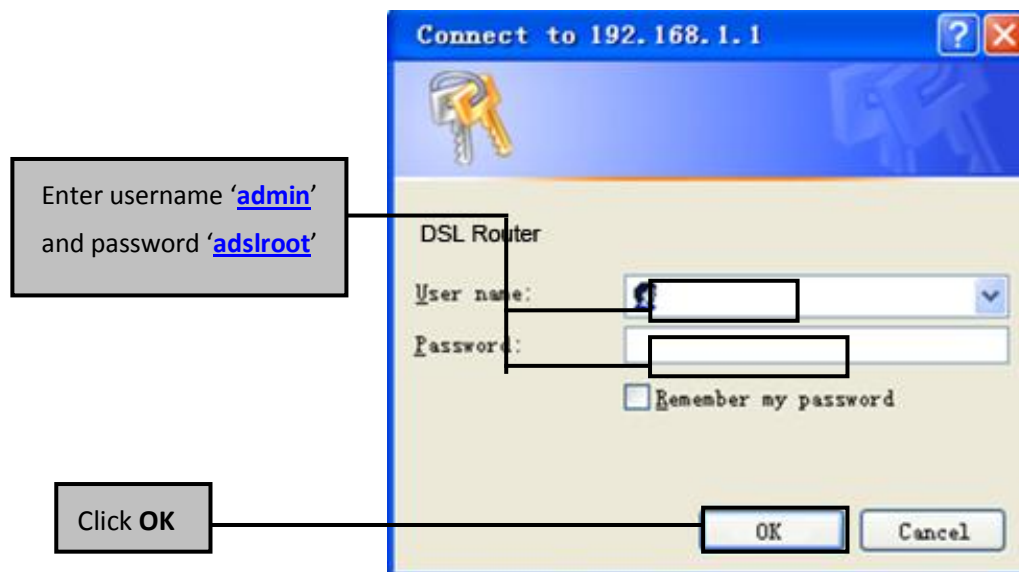 Connect to 192.168.1.1
Enter username ‘admin’
and password ‘adslroot’
DSL Router
User name:
Password:
Remember my password
Click OK
OK
Cancel